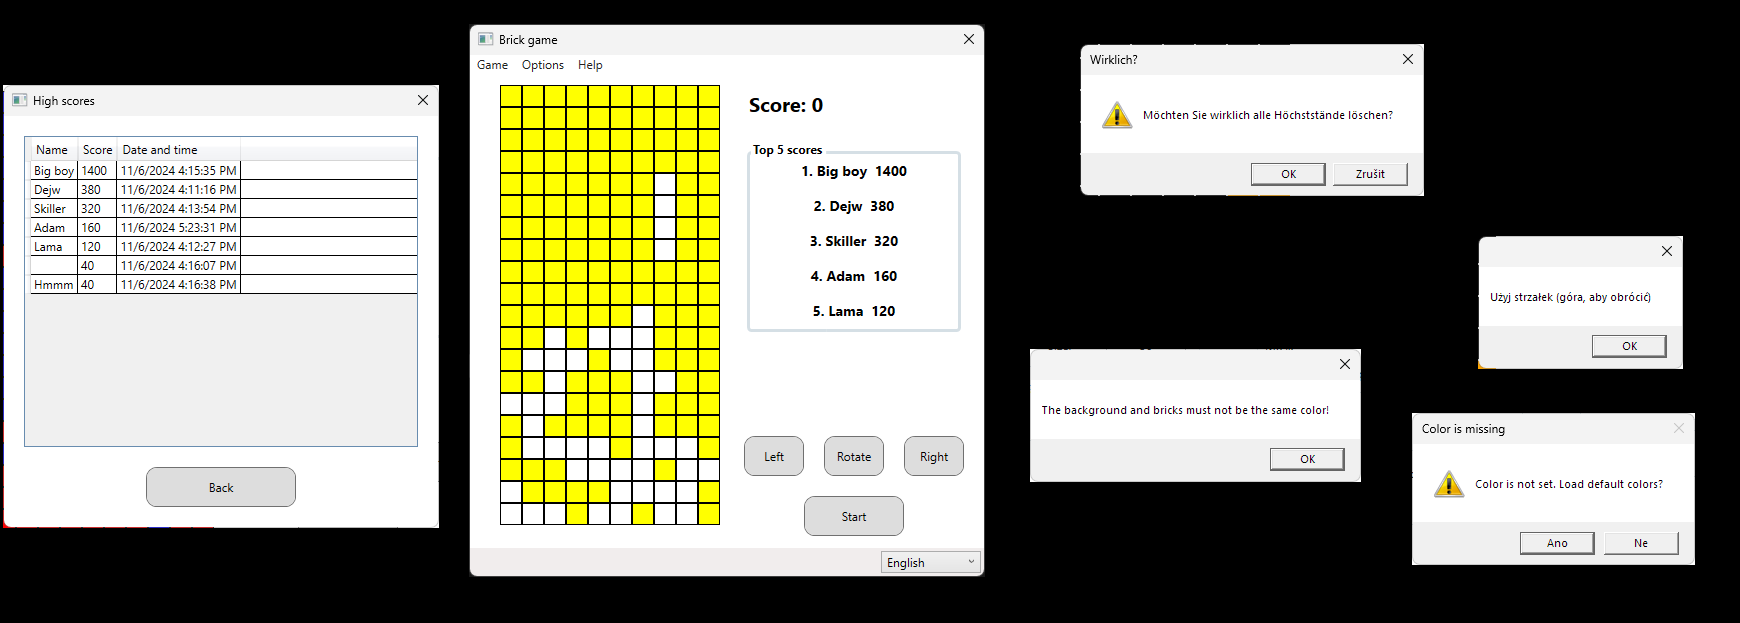 High scores
Name Score Date and time
Big boy 1400 11/6/2024 4:15:35 PM
Dejw 380 11/6/2024 4:11:16 PM
Skiller 320 11/6/2024 4:13:54 PM
Adam 160 11/6/2024 5:23:31 PM
Lama 120 11/6/2024 4:12:27 PM
40 11/6/2024 4:16:07 PM
Hmmm 40 11/6/2024 4:16:38 PM
Back
Brick game
Game Options Help
Score: 0
Top 5 scores
1. Big boy 1400
2. Dejw 380
3. Skiller 320
4. Adam 160
5. Lama 120
Left Rotate Right
Start
English
Wirklich?
Möchten Sie wirklich alle Höchststände löschen?
OK Zrušit
Użyj strzałek (góra, aby obrócić)
OK
The background and bricks must not be the same color!
OK
Color is missing
Color is not set. Load default colors?
Ano Ne